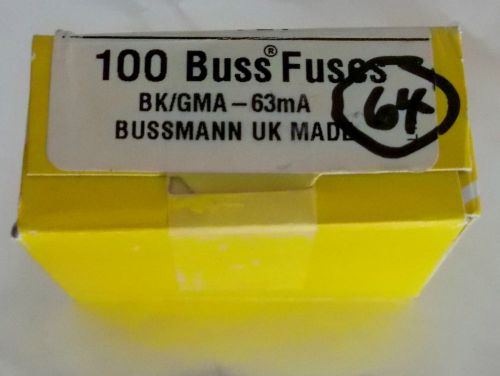 100 Buss® Fuses
BK/GMA – 63mA
BUSSMANN UK MADE
64